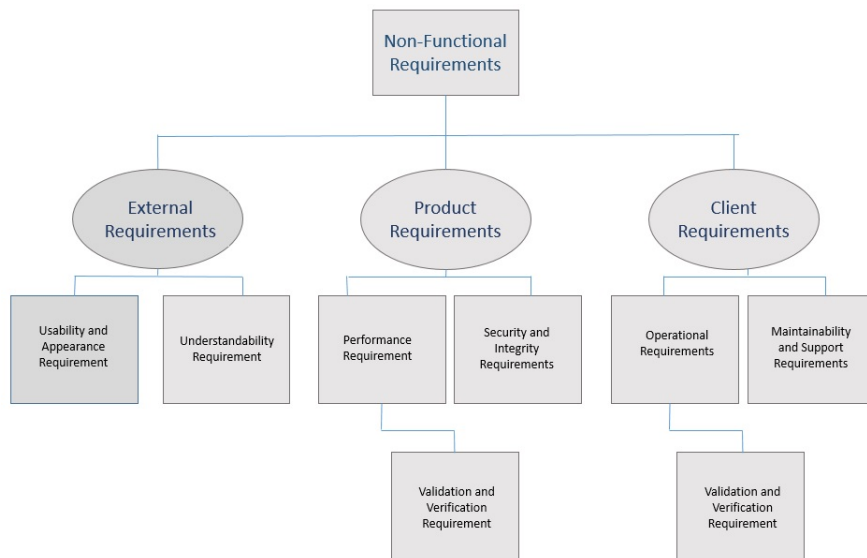 Non-Functional
Requirements
External
Requirements
Product
Requirements
Client
Requirements
Usability and
Appearance
Requirement
Understandability
Requirement
Performance
Requirement
Security and
Integrity
Requirements
Operational
Requirements
Maintainability
and Support
Requirements
Validation and
Verification
Requirement
Validation and
Verification
Requirement